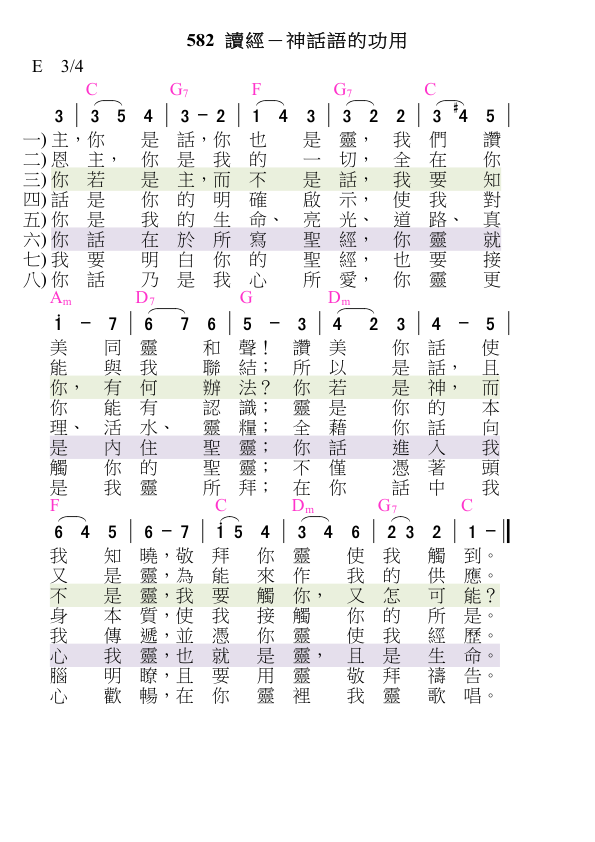 582 讀經－神話語的功用
E 3/4
C G7 F G7 C
3 | 3 5 4 | 3 - 2 | 1 4 3 | 3 2 2 | 3 #4 5 |
一) 主，你 是 話，你 也 是 靈， 我 們 讚
二) 恩 主， 你 是 我 的 一 切， 全 在 你
三) 你 若 是 主，而 不 是 話， 我 要 知
四) 話 是 你 的 明 確 啟 示， 使 我 對
五) 你 是 我 的 生 命、 亮 光、 道 路、 真
六) 你 話 在 於 所 寫 聖 經， 你 靈 就
七) 我 要 明 白 你 的 聖 經， 也 要 接
八) 你 話 乃 是 我 心 所 愛， 你 靈 更
Am D7 G Dm
i - 7 | 6 7 6 | 5 - 3 | 4 2 3 | 4 - 5 |
美 同 靈 和 聲！ 讚 美 你 話 使
能 與 我 聯 結； 所 以 是 話， 且
你， 有 何 辦 法？ 你 若 是 神， 而
你 能 有 認 識； 靈 是 你 的 本
理、 活 水、 靈 糧； 全 藉 你 話 向
是 內 住 聖 靈； 你 話 進 入 我
觸 你 的 聖 靈； 不 僅 憑 著 頭
是 我 靈 所 拜； 在 你 話 中 我
F C Dm G7 C
6 4 5 | 6 - 7 | i 5 4 | 3 4 6 | 2 3 2 | 1 - ‖
我 知 曉，敬 拜 你 靈 使 我 觸 到。
又 是 靈，為 能 來 作 我 的 供 應。
不 是 靈，我 要 觸 你， 又 怎 可 能？
身 本 質，使 我 接 觸 你 的 所 是。
我 傳 遞，並 憑 你 靈 使 我 經 歷。
心 我 靈，也 就 是 靈， 且 是 生 命。
腦 明 瞭，且 要 用 靈 敬 拜 禱 告。
心 歡 暢，在 你 靈 裡 我 靈 歌 唱。